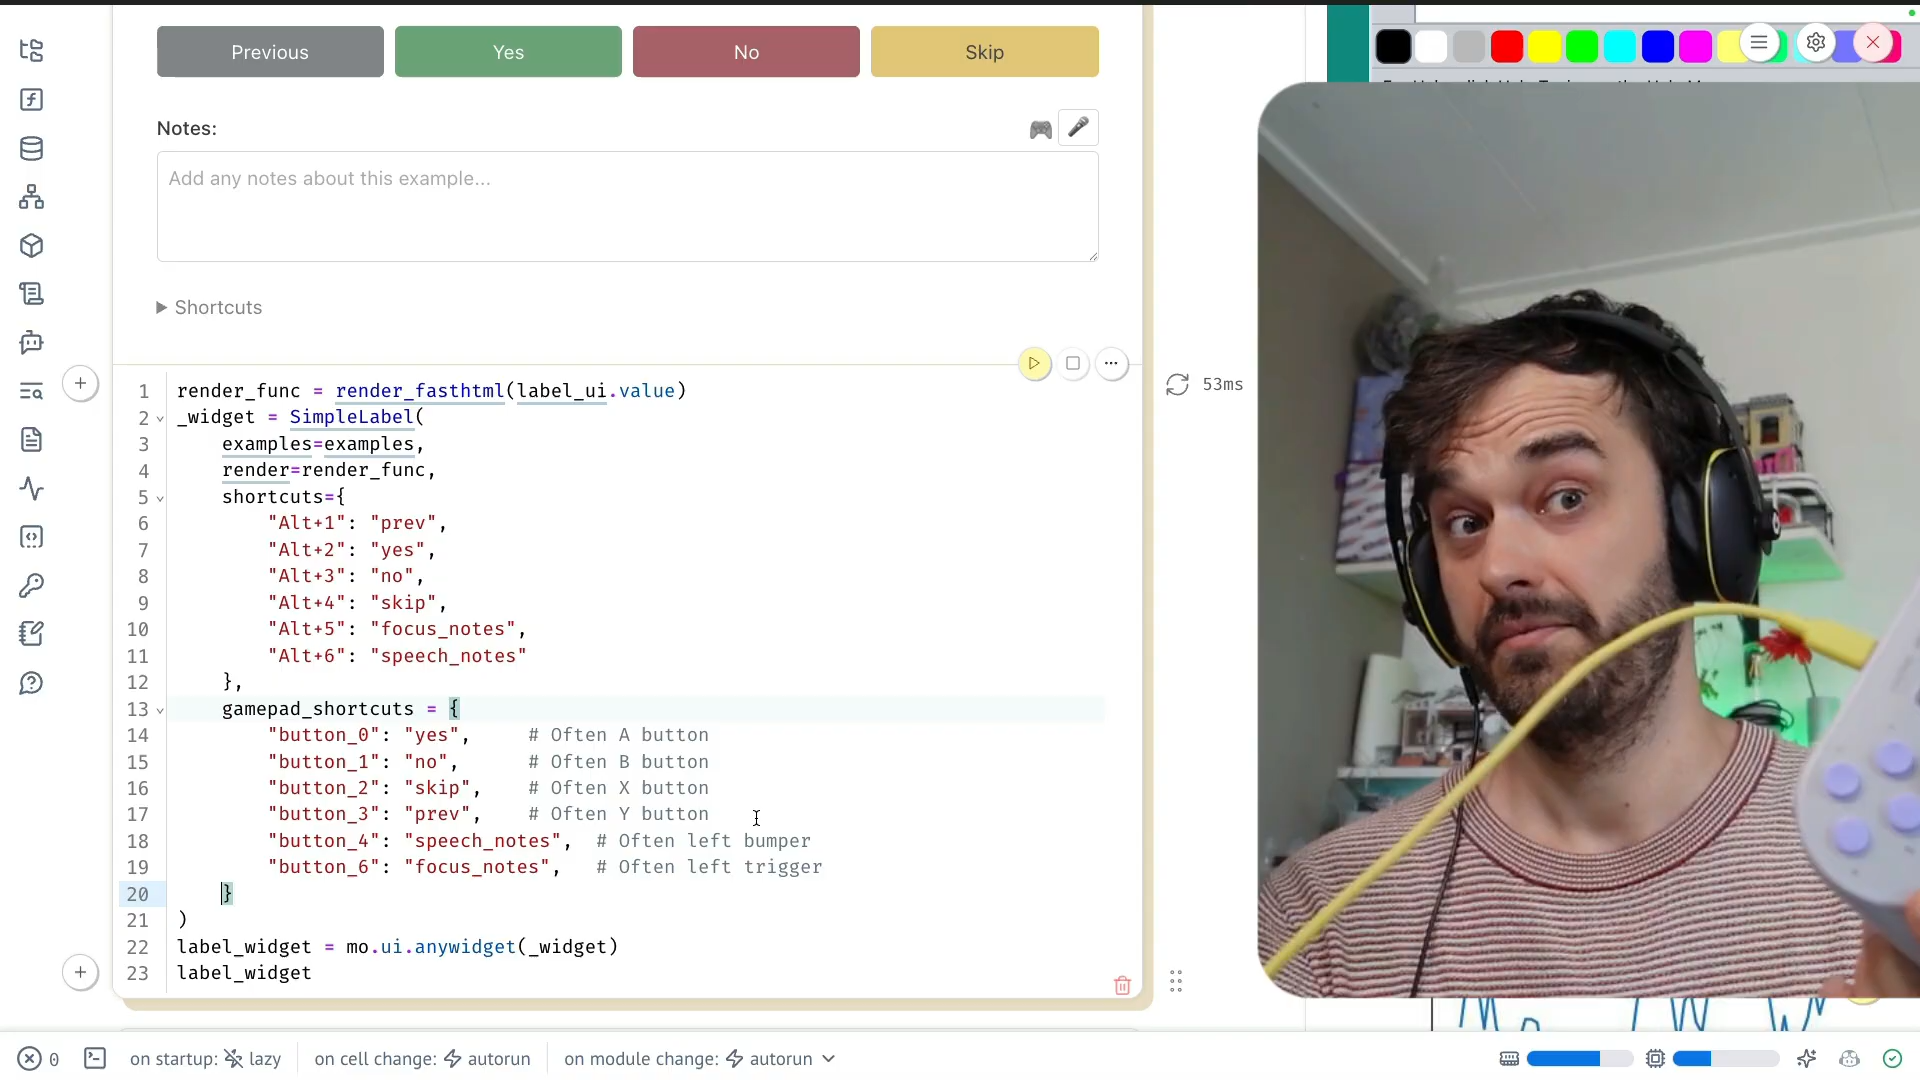 Previous
Yes
No
Skip
Notes:
Add any notes about this example...
Shortcuts
53ms
1 render_func = render_fasthtml(label_ui.value)
2 _widget = SimpleLabel(
3 examples=examples,
4 render=render_func,
5 shortcuts={
6 "Alt+1": "prev",
7 "Alt+2": "yes",
8 "Alt+3": "no",
9 "Alt+4": "skip",
10 "Alt+5": "focus_notes",
11 "Alt+6": "speech_notes"
12 },
13 gamepad_shortcuts = {
14 "button_0": "yes", # Often A button
15 "button_1": "no", # Often B button
16 "button_2": "skip", # Often X button
17 "button_3": "prev", # Often Y button
18 "button_4": "speech_notes", # Often left bumper
19 "button_6": "focus_notes", # Often left trigger
20 }
21 )
22 label_widget = mo.ui.anywidget(_widget)
23 label_widget
0
on startup: lazy
on cell change: autorun
on module change: autorun